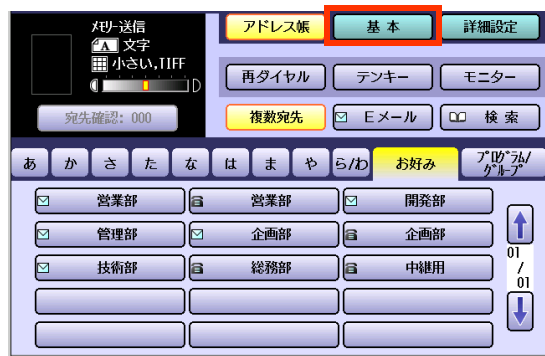 ﾒﾓﾘｰ送信
A 文字
小さい,TIFF
D
宛先確認: 000
アドレス帳 基本 詳細設定
再ダイヤル テンキー モニター
複数宛先 Eメール 検索
あ か さ た な は ま や ら/わ お好み ﾌﾟﾛｸﾞﾗﾑ/
ｸﾞﾙｰﾌﾟ
営業部 営業部 開発部
管理部 企画部 企画部
技術部 総務部 中継用
01
/
01